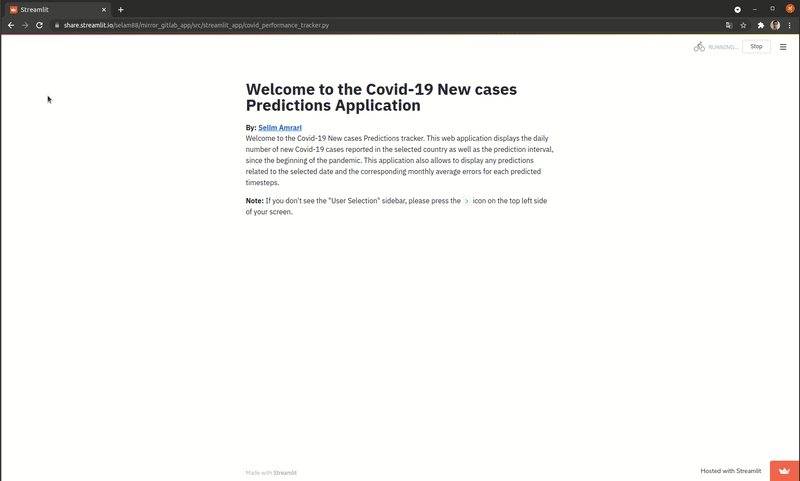 Streamlit
share.streamlit.io/selam88/mirror_gitlab_app/src/streamlit_app/covid_performance_tracker.py
RUNNING...
Stop
Welcome to the Covid-19 New cases
Predictions Application
By: Selim Amrari
Welcome to the Covid-19 New cases Predictions tracker. This web application displays the daily
number of new Covid-19 cases reported in the selected country as well as the prediction interval,
since the beginning of the pandemic. This application also allows to display any predictions
related to the selected date and the corresponding monthly average errors for each predicted
timesteps.
Note: If you don't see the "User Selection" sidebar, please press the > icon on the top left side
of your screen.
Made with Streamlit
Hosted with Streamlit